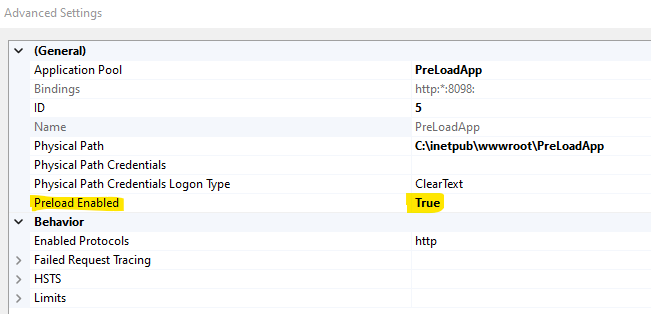 Advanced Settings
(General)
Application Pool PreLoadApp
Bindings http:*:8098:
ID 5
Name PreLoadApp
Physical Path C:\inetpub\wwwroot\PreLoadApp
Physical Path Credentials
Physical Path Credentials Logon Type ClearText
Preload Enabled True
Behavior
Enabled Protocols http
Failed Request Tracing
HSTS
Limits